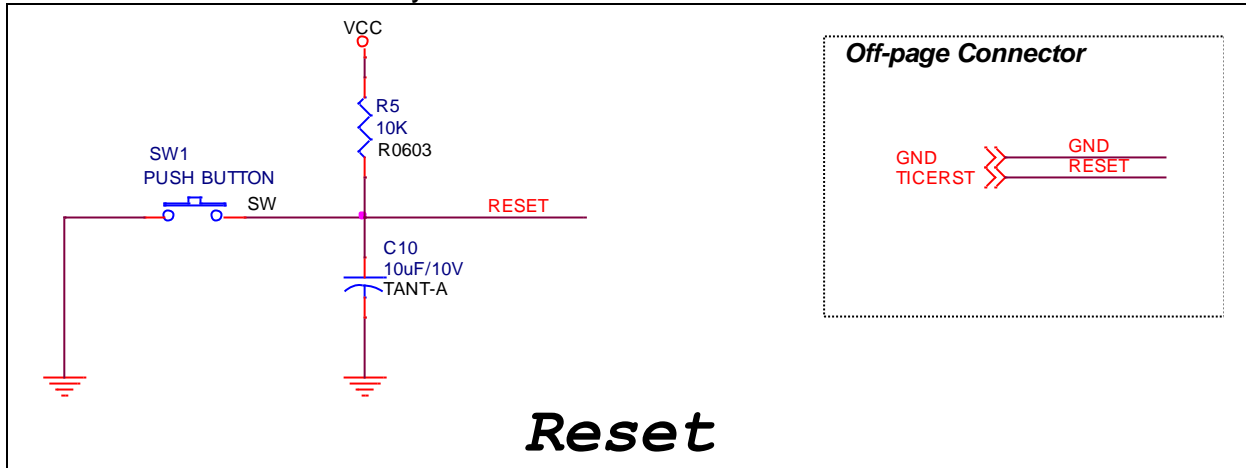 VCC
R5
10K
R0603
SW1
PUSH BUTTON
SW
RESET
C10
10uF/10V
TANT-A
Reset
Off-page Connector
GND
TICERST
GND
RESET